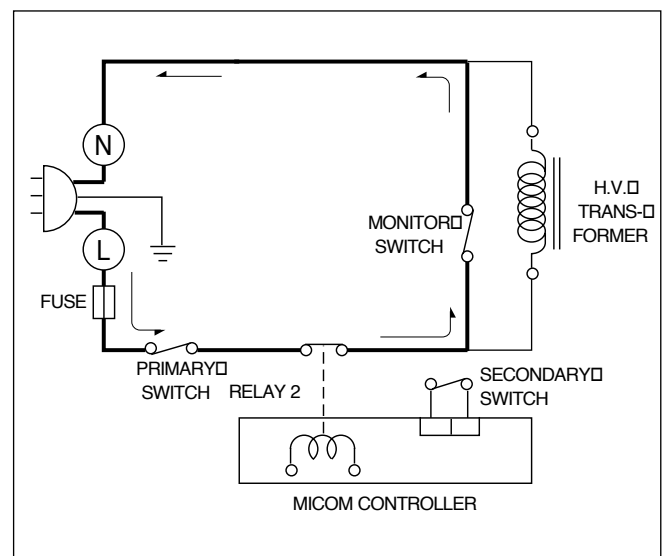 N
L
FUSE
PRIMARY□
SWITCH
RELAY 2
MONITOR□
SWITCH
H.V.□
TRANS-□
FORMER
SECONDARY□
SWITCH
MICOM CONTROLLER